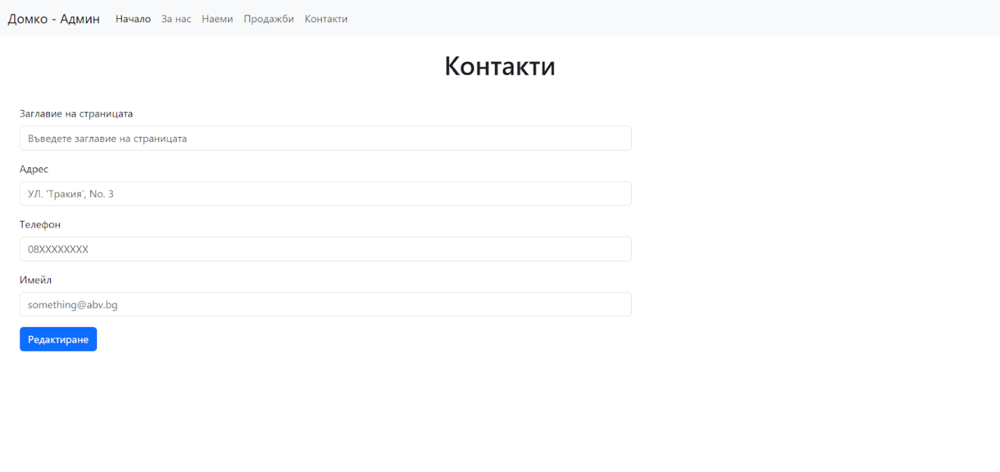 Домко - Админ Начало За нас Наеми Продажби Контакти
Контакти
Заглавие на страницата
Въведете заглавие на страницата
Адрес
УЛ. 'Тракия', No. 3
Телефон
08XXXXXXXX
Имейл
something@abv.bg
Редактиране